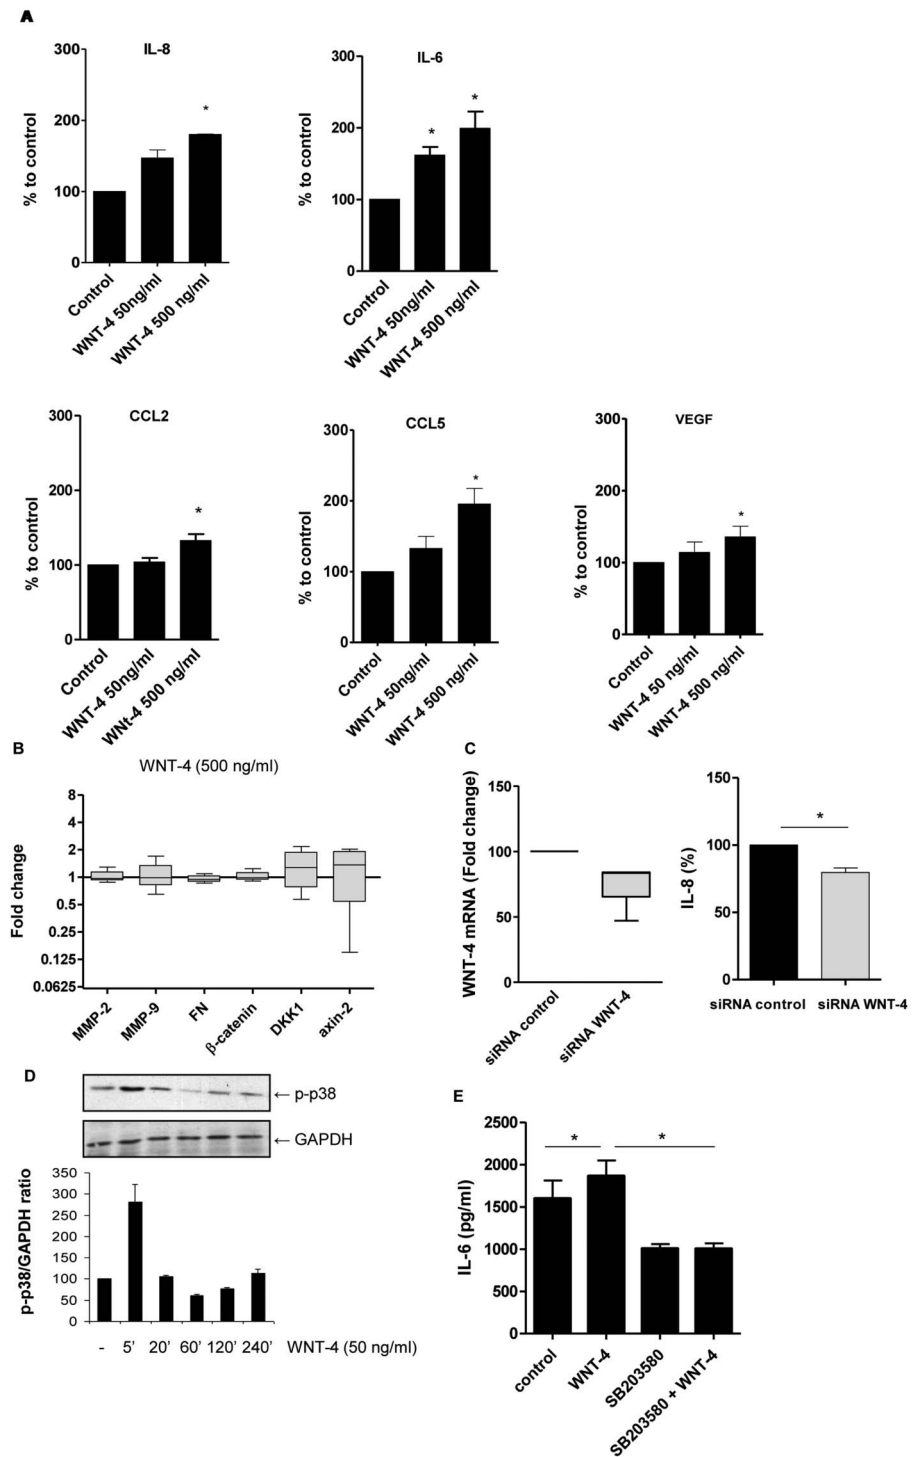 A
IL-8
300
200
100
0
% to control
*
Control
WNT-4 50ng/ml
WNT-4 500 ng/ml
IL-6
300
200
100
0
% to control
*
*
Control
WNT-4 50ng/ml
WNT-4 500 ng/ml
CCL2
300
200
100
0
% to control
*
Control
WNT-4 50ng/ml
WNt-4 500 ng/ml
CCL5
300
200
100
0
% to control
*
Control
WNT-4 50ng/ml
WNT-4 500 ng/ml
VEGF
300
200
100
0
% to control
*
Control
WNT-4 50 ng/ml
WNT-4 500 ng/ml
B
WNT-4 (500 ng/ml)
8
4
2
1
0.5
0.25
0.125
0.0625
Fold change
MMP-2
MMP-9
FN
β-catenin
DKK1
axin-2
C
150
100
50
0
WNT-4 mRNA (Fold change)
siRNA control
siRNA WNT-4
150
100
50
0
IL-8 (%)
*
siRNA control
siRNA WNT-4
D
← p-p38
← GAPDH
350
300
250
200
150
100
50
0
p-p38/GAPDH ratio
- 5’ 20’ 60’ 120’ 240’ WNT-4 (50 ng/ml)
E
2500
2000
1500
1000
500
0
IL-6 (pg/ml)
*
*
control
WNT-4
SB203580
SB203580 + WNT-4